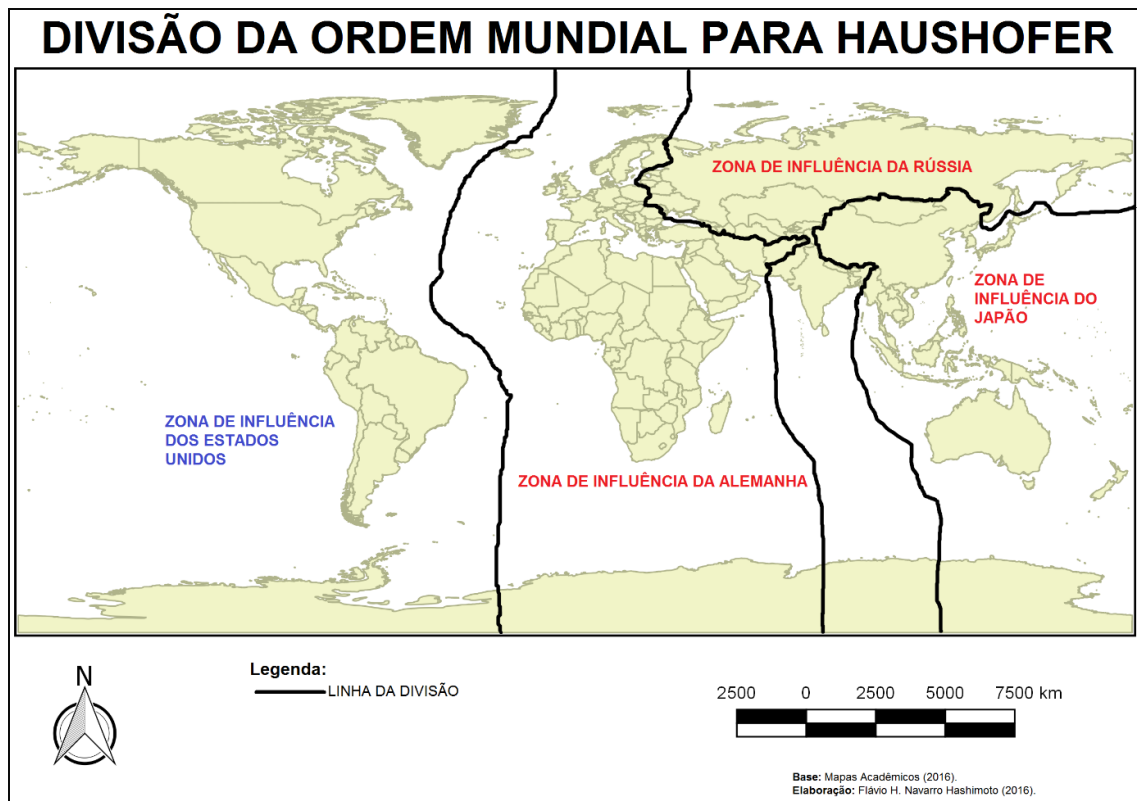 DIVISÃO DA ORDEM MUNDIAL PARA HAUSHOFER
ZONA DE INFLUÊNCIA DA RÚSSIA
ZONA DE
INFLUÊNCIA DO
JAPÃO
ZONA DE INFLUÊNCIA
DOS ESTADOS
UNIDOS
ZONA DE INFLUÊNCIA DA ALEMANHA
N
Legenda:
LINHA DA DIVISÃO
2500 0 2500 5000 7500 km
Base: Mapas Acadêmicos (2016).
Elaboração: Flávio H. Navarro Hashimoto (2016).